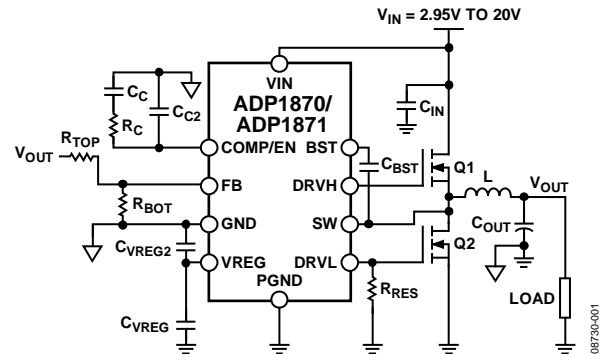 V_IN = 2.95V TO 20V
VIN
ADP1870/
ADP1871
C_C
C_C2
R_C
C_IN
R_TOP
V_OUT
COMP/EN
BST
C_BST
Q1
FB
DRVH
L
V_OUT
R_BOT
GND
SW
C_OUT
Q2
C_VREG2
VREG
DRVL
PGND
R_RES
LOAD
C_VREG
08730-001